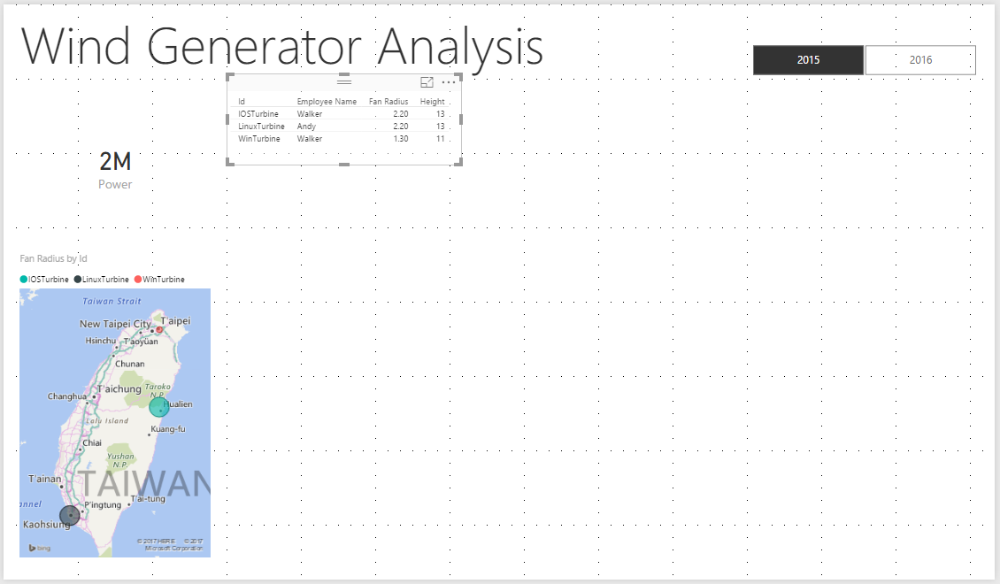 Wind Generator Analysis
2015 2016
Id Employee Name Fan Radius Height
IOSTurbine Walker 2.20 13
LinuxTurbine Andy 2.20 13
WinTurbine Walker 1.30 11
2M
Power
Fan Radius by Id
IOSTurbine LinuxTurbine WinTurbine
Taiwan Strait
New Taipei City T'aipei
Hsinchu T'aoyuan
Chunan
T'aichung Taroko
N.P.
Changhua
Hualien
Lalu Island
Kuang-fu
Chiai
Yushan
N.P.
T'ainan TAIWAN
P'ingtung T'ai-tung
annel
Kaohsiung
© 2017 HERE © 2017
bing Microsoft Corporation